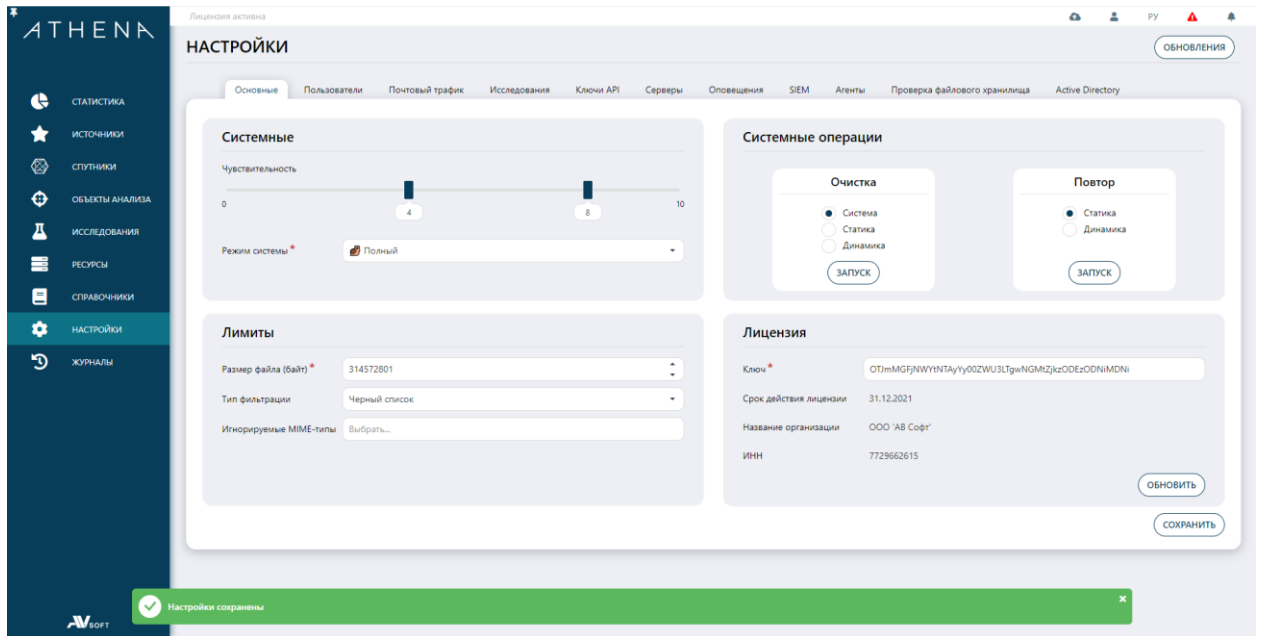 ATHENA
СТАТИСТИКА
ИСТОЧНИКИ
СПУТНИКИ
ОБЪЕКТЫ АНАЛИЗА
ИССЛЕДОВАНИЯ
РЕСУРСЫ
СПРАВОЧНИКИ
НАСТРОЙКИ
ЖУРНАЛЫ
AVSOFT
Лицензия активна
РУ
НАСТРОЙКИ
ОБНОВЛЕНИЯ
Основные Пользователи Почтовый трафик Исследования Ключи API Серверы Оповещения SIEM Агенты Проверка файлового хранилища Active Directory
Системные
Чувствительность
0 4 8 10
Режим системы * Полный
Системные операции
Очистка
Система
Статика
Динамика
ЗАПУСК
Повтор
Статика
Динамика
ЗАПУСК
Лимиты
Размер файла (байт) * 314572801
Тип фильтрации Черный список
Игнорируемые MIME-типы Выбрать...
Лицензия
Ключ * OTJmMGFjNWYtNTAyYy00ZWU3LTgwNGMtZjkzODEzODNiMDNi
Срок действия лицензии 31.12.2021
Название организации ООО 'АВ Софт'
ИНН 7729662615
ОБНОВИТЬ
СОХРАНИТЬ
Настройки сохранены